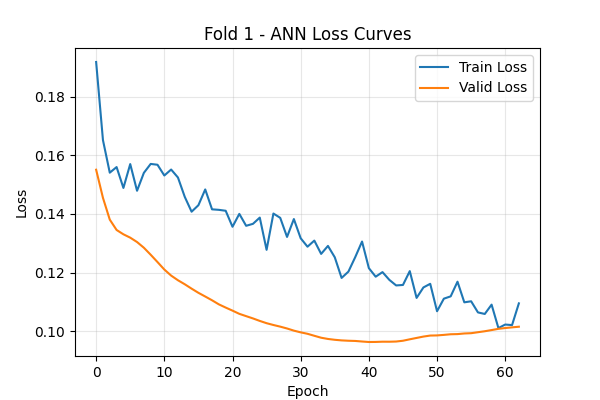 Fold 1 - ANN Loss Curves
Train Loss
Valid Loss
Loss
0.18
0.16
0.14
0.12
0.10
0 10 20 30 40 50 60
Epoch